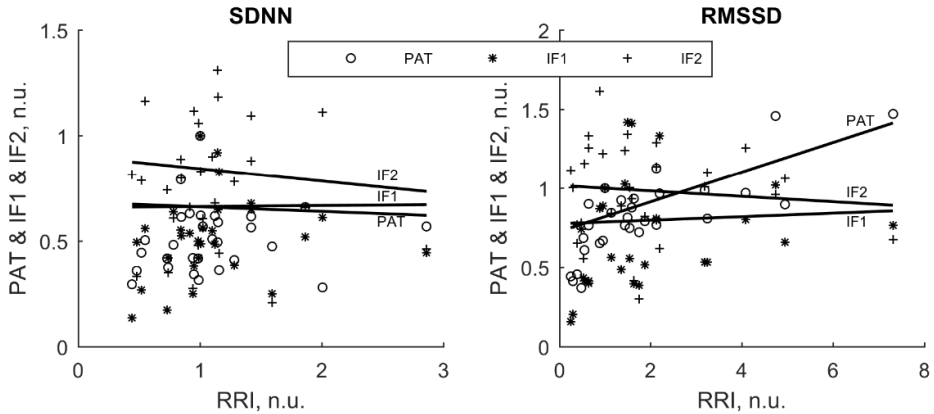 SDNN
RMSSD
PAT IF1 IF2
PAT & IF1 & IF2, n.u.
1.5
1
0.5
0
0 1 2 3
RRI, n.u.
IF2
IF1
PAT
PAT & IF1 & IF2, n.u.
2
1.5
1
0.5
0
0 2 4 6 8
RRI, n.u.
PAT
IF2
IF1